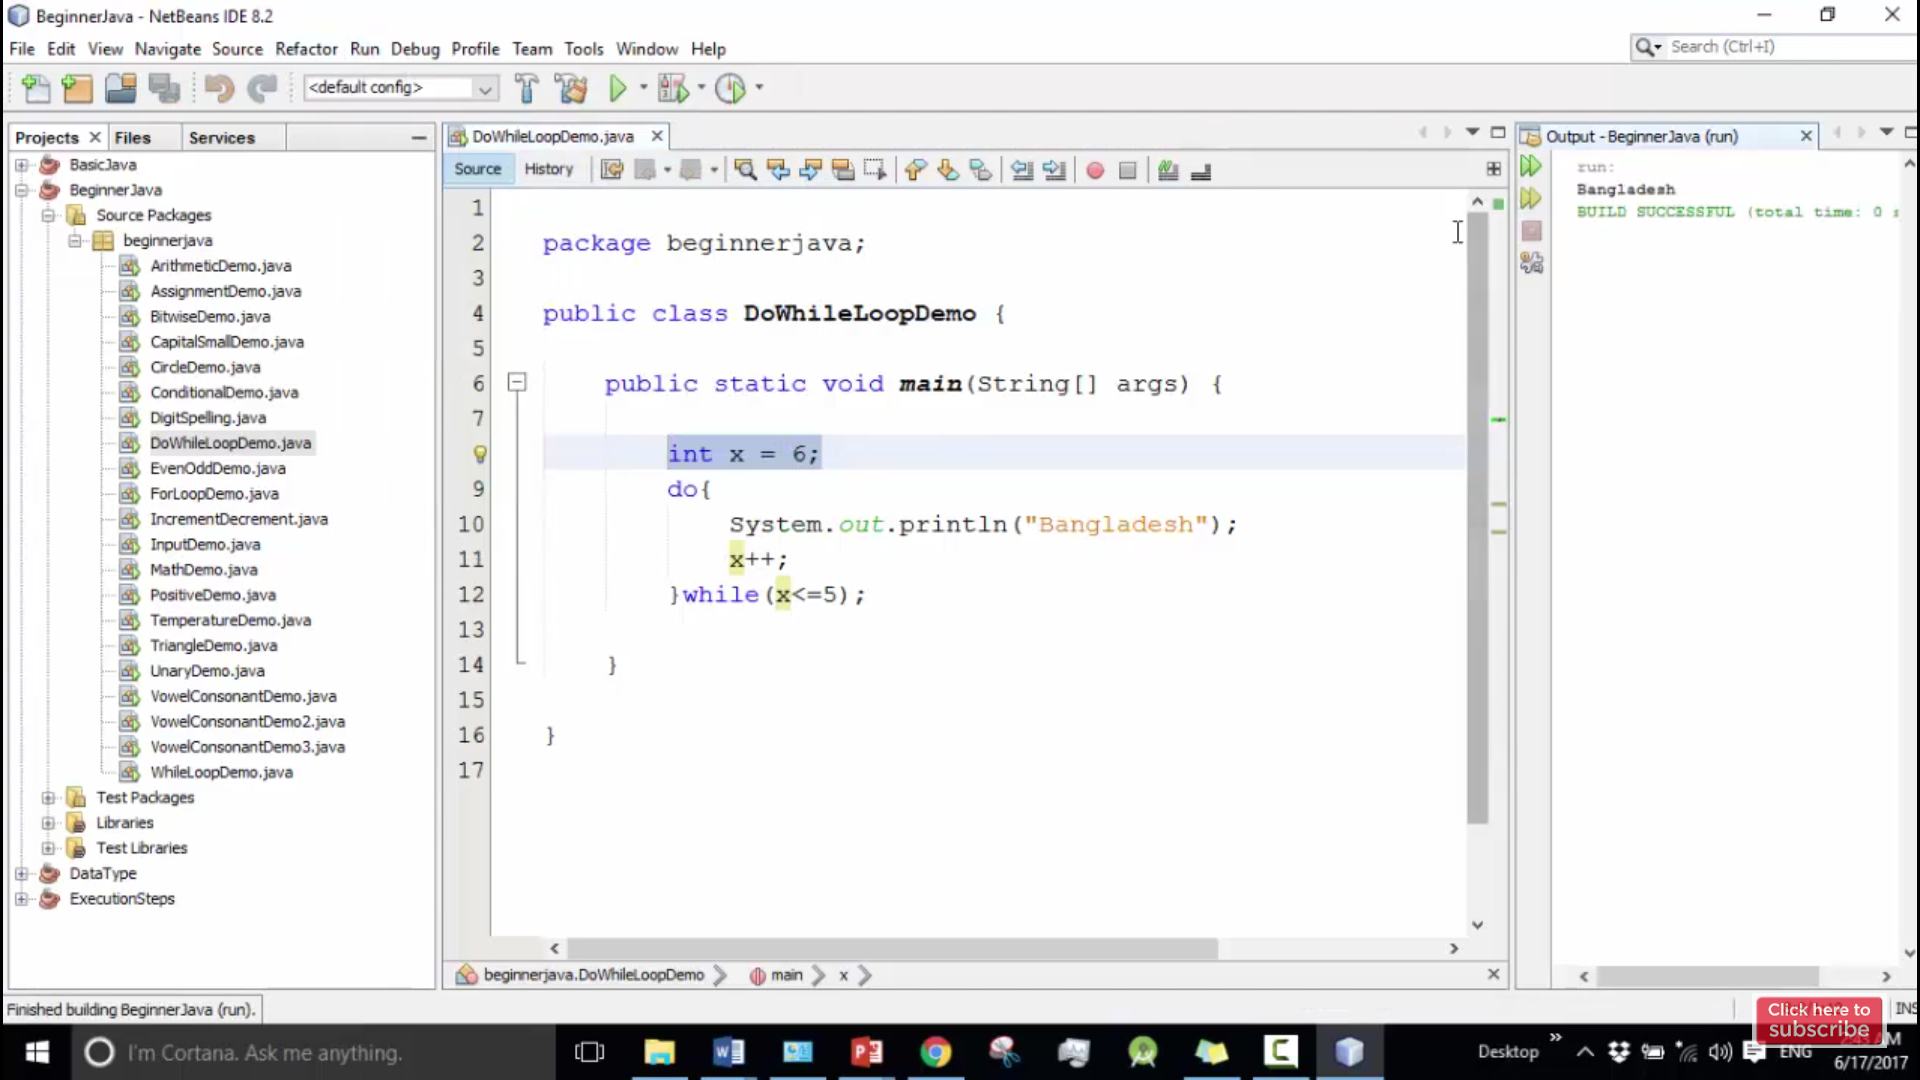 BeginnerJava - NetBeans IDE 8.2
File Edit View Navigate Source Refactor Run Debug Profile Team Tools Window Help
Search (Ctrl+I)
<default config>
Projects Files Services
BasicJava
BeginnerJava
Source Packages
beginnerjava
ArithmeticDemo.java
AssignmentDemo.java
BitwiseDemo.java
CapitalSmallDemo.java
CircleDemo.java
ConditionalDemo.java
DigitSpelling.java
DoWhileLoopDemo.java
EvenOddDemo.java
ForLoopDemo.java
IncrementDecrement.java
InputDemo.java
MathDemo.java
PositiveDemo.java
TemperatureDemo.java
TriangleDemo.java
UnaryDemo.java
VowelConsonantDemo.java
VowelConsonantDemo2.java
VowelConsonantDemo3.java
WhileLoopDemo.java
Test Packages
Libraries
Test Libraries
DataType
ExecutionSteps
DoWhileLoopDemo.java
Source History
1
2 package beginnerjava;
3
4 public class DoWhileLoopDemo {
5
6 public static void main(String[] args) {
7
int x = 6;
9 do{
10 System.out.println("Bangladesh");
11 x++;
12 }while(x<=5);
13
14 }
15
16 }
17
beginnerjava.DoWhileLoopDemo main x
Output - BeginnerJava (run)
run:
Bangladesh
BUILD SUCCESSFUL (total time: 0 s
Finished building BeginnerJava (run).
INS
Click here to
subscribe
I'm Cortana. Ask me anything.
Desktop
ENG
6/17/2017